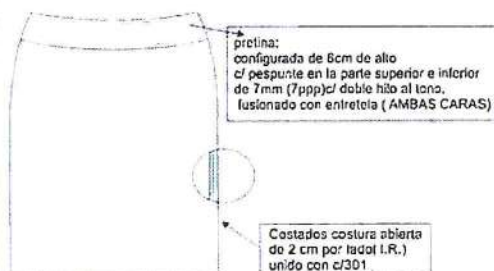 pretina:
configurada de 6cm de alto
c/ pespunte en la parte superior e inferior
de 7mm (7ppp)c/ doble hilo al tono,
fusionado con entretela ( AMBAS CARAS)
Costados costura abierta
de 2 cm por lado( I.R.)
unido con c/301